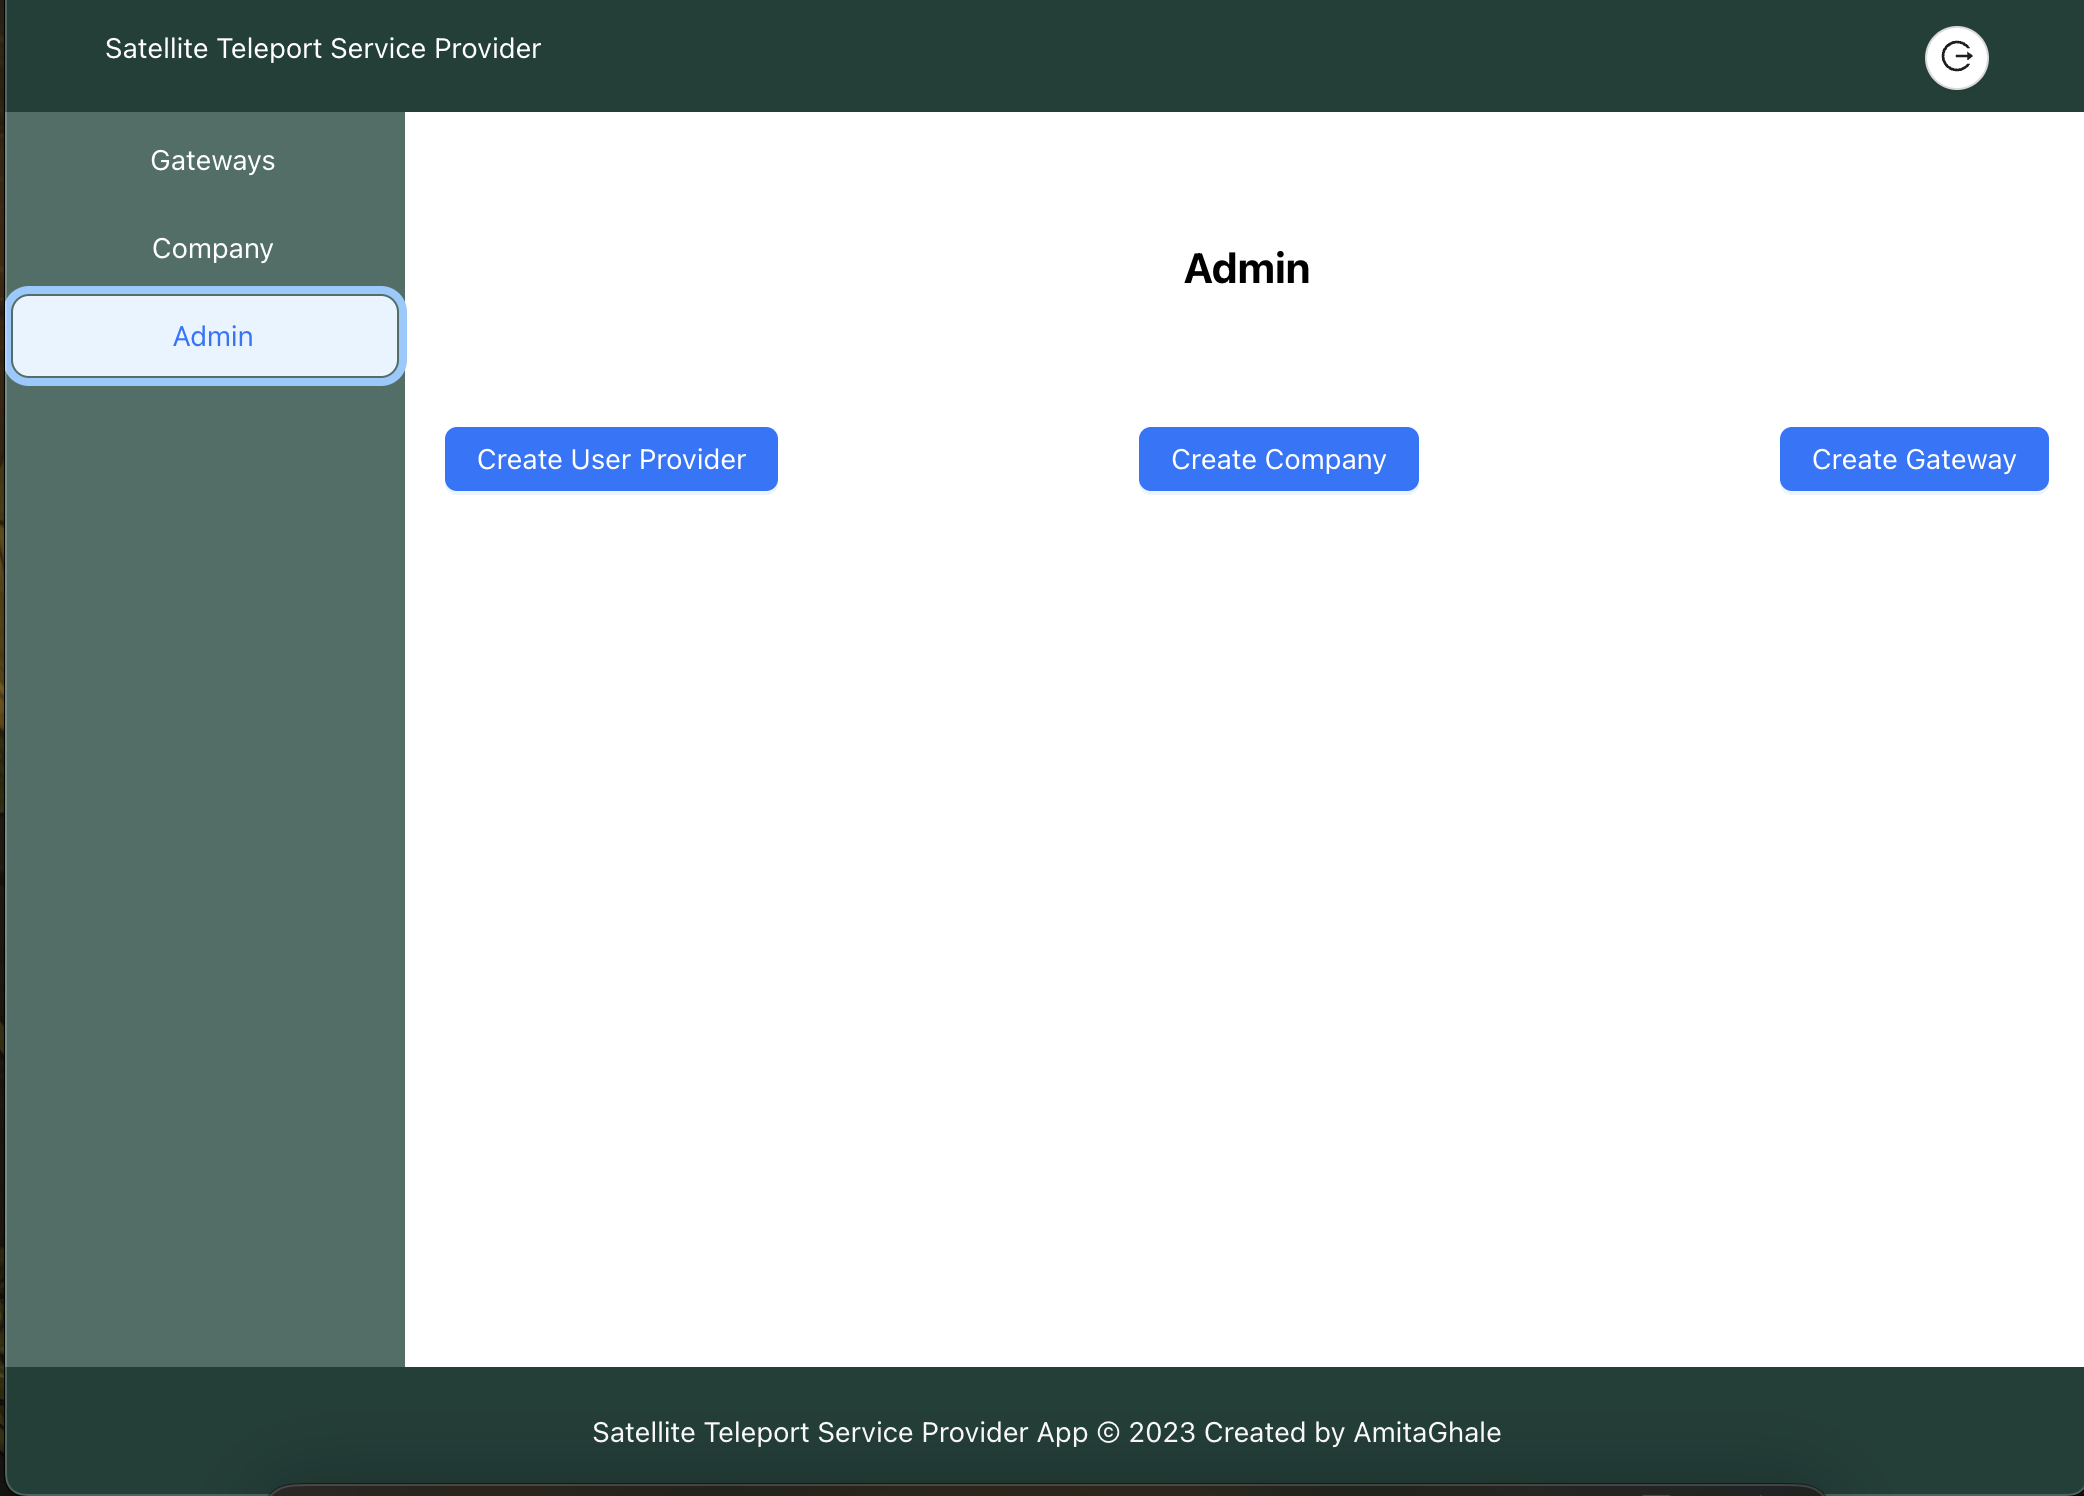 Satellite Teleport Service Provider
Gateways
Company
Admin
Admin
Create User Provider
Create Company
Create Gateway
Satellite Teleport Service Provider App © 2023 Created by AmitaGhale